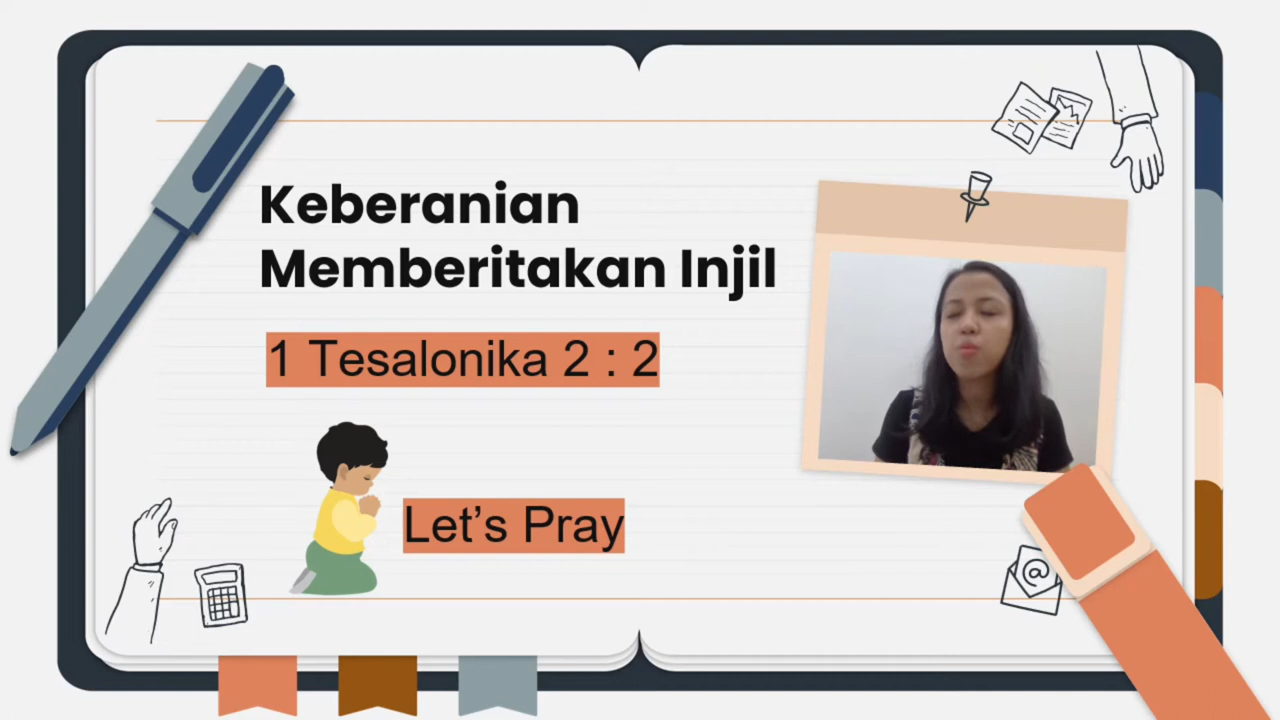 Keberanian
Memberitakan Injil
1 Tesalonika 2 : 2
Let’s Pray
@